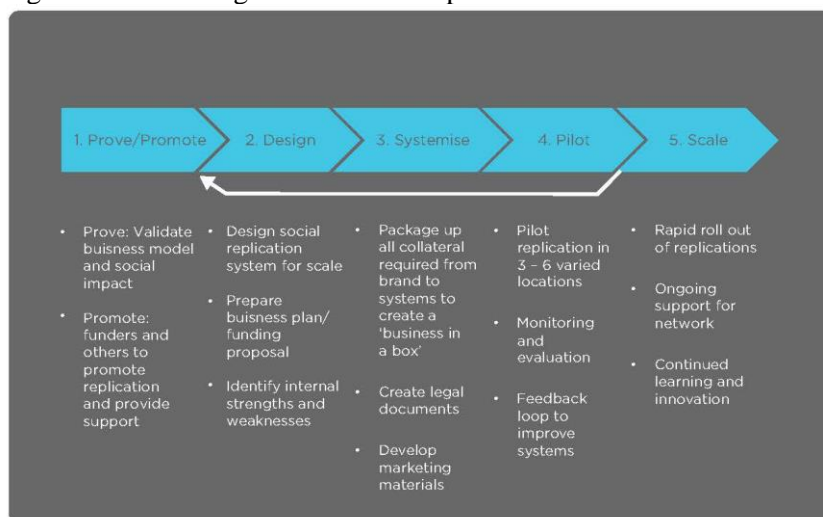 1. Prove/Promote
2. Design
3. Systemise
4. Pilot
5. Scale
• Prove: Validate
buisness model
and social
impact
• Promote:
funders and
others to
promote
replication
and provide
support
• Design social
replication
system for scale
• Prepare
buisness plan/
funding
proposal
• Identify internal
strengths and
weaknesses
• Package up
all collateral
required from
brand to
systems to
create a
‘business in
a box’
• Create legal
documents
• Develop
marketing
materials
• Pilot
replication in
3 – 6 varied
locations
• Monitoring
and
evaluation
• Feedback
loop to
improve
systems
• Rapid roll out
of replications
• Ongoing
support for
network
• Continued
learning and
innovation